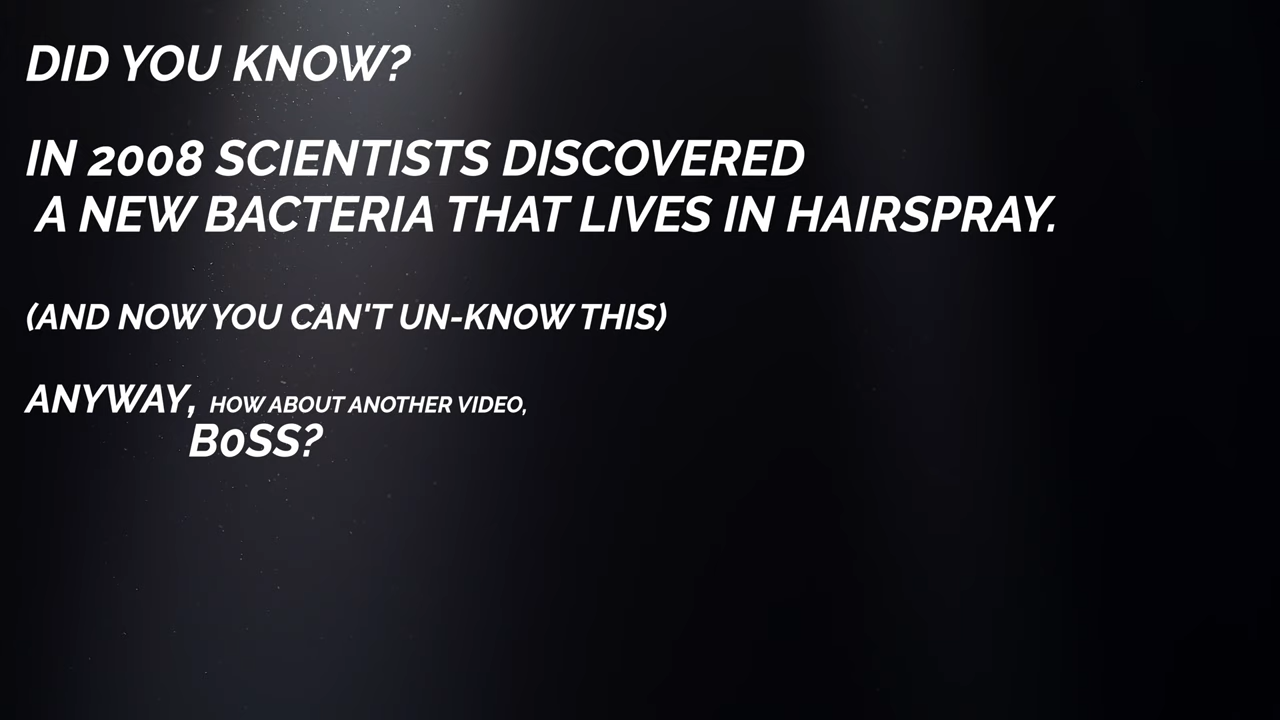 DID YOU KNOW?
IN 2008 SCIENTISTS DISCOVERED
A NEW BACTERIA THAT LIVES IN HAIRSPRAY.
(AND NOW YOU CAN'T UN-KNOW THIS)
ANYWAY, HOW ABOUT ANOTHER VIDEO,
B0SS?